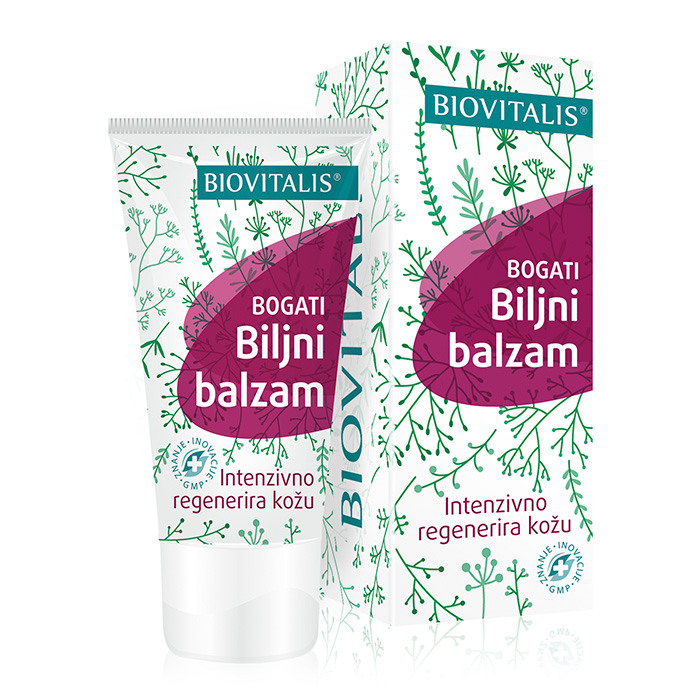 BIOVITALIS®
BOGATI
Biljni
balzam
ZNANJE · INOVACIJE · GMP ·
Intenzivno
regenerira kožu
BIOVITALIS
BIOVITALIS®
BOGATI
Biljni
balzam
Intenzivno
regenerira kožu
ZNANJE · INOVACIJE · GMP ·